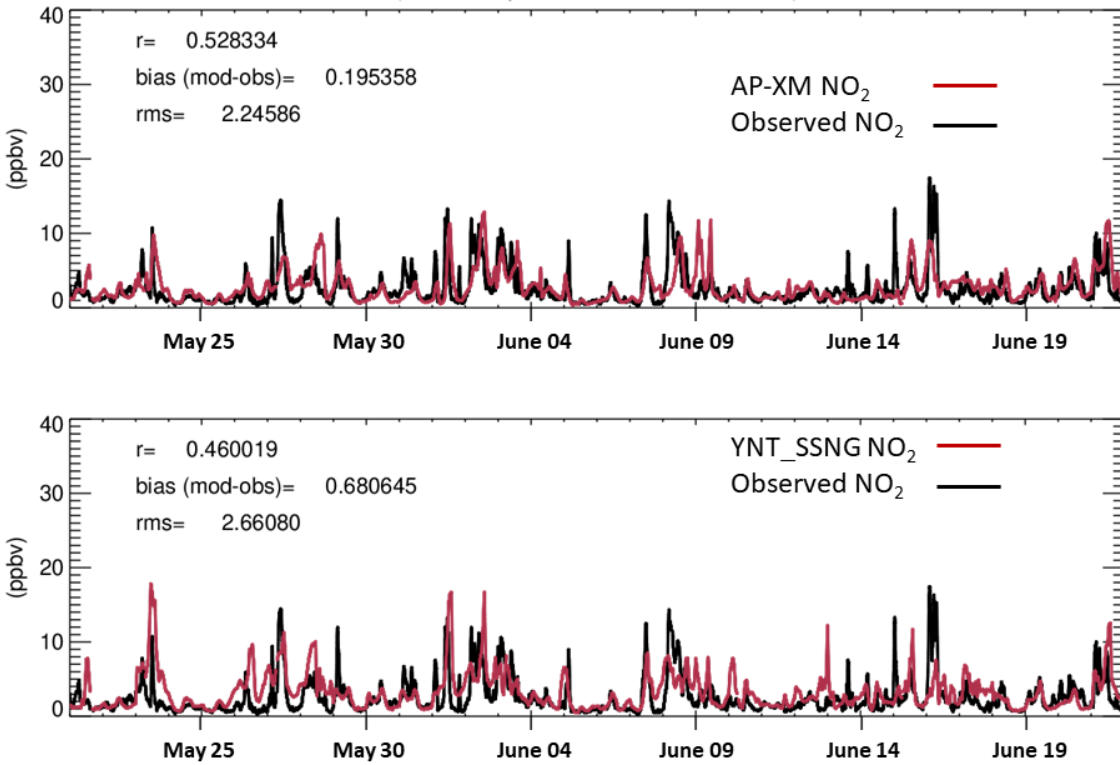 40
r= 0.528334
bias (mod-obs)= 0.195358
rms= 2.24586
AP-XM NO₂
Observed NO₂
30
20
10
0
(ppbv)
May 25 May 30 June 04 June 09 June 14 June 19
40
r= 0.460019
bias (mod-obs)= 0.680645
rms= 2.66080
YNT_SSNG NO₂
Observed NO₂
30
20
10
0
(ppbv)
May 25 May 30 June 04 June 09 June 14 June 19